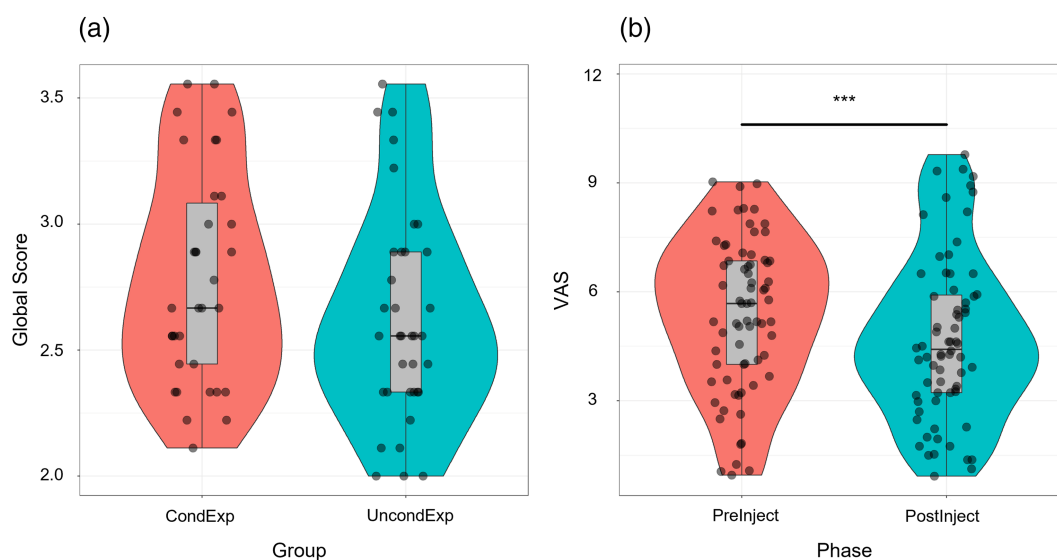 (a)
Global Score
3.5
3.0
2.5
2.0
CondExp
UncondExp
Group
(b)
VAS
12
9
6
3
***
PreInject
PostInject
Phase